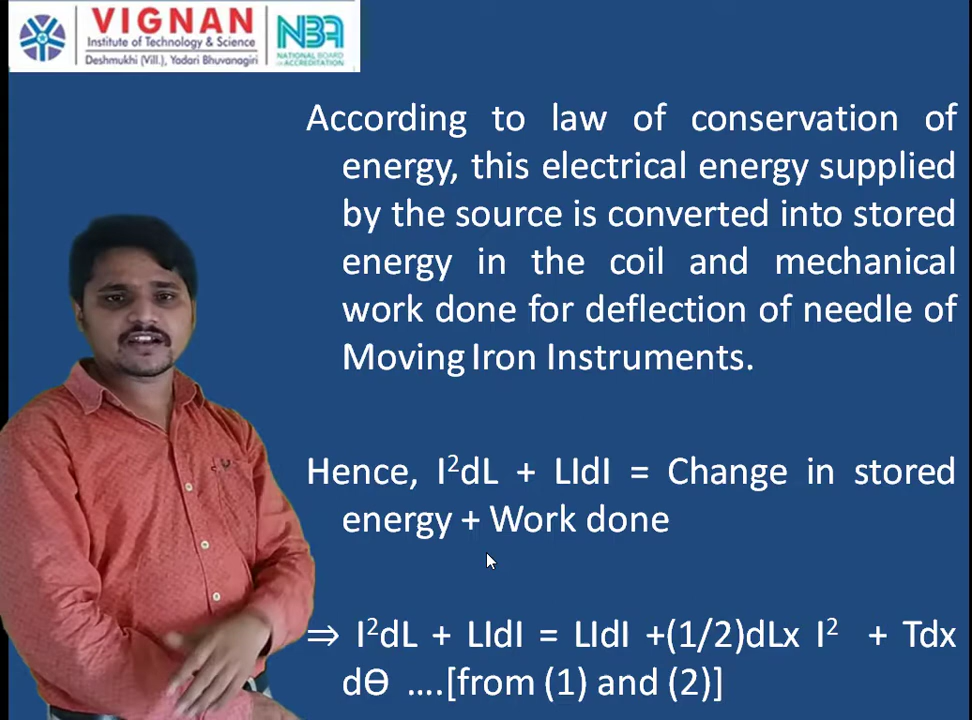 VIGNAN
Institute of Technology & Science
Deshmukhi (Vill.), Yadari Bhuvanagiri
NBA
NATIONAL BOARD
OF ACCREDITATION
According to law of conservation of
energy, this electrical energy supplied
by the source is converted into stored
energy in the coil and mechanical
work done for deflection of needle of
Moving Iron Instruments.
Hence, I²dL + LIdI = Change in stored
energy + Work done
⇒ I²dL + LIdI = LIdI +(1/2)dLx I² + Tdx
dƟ ….[from (1) and (2)]